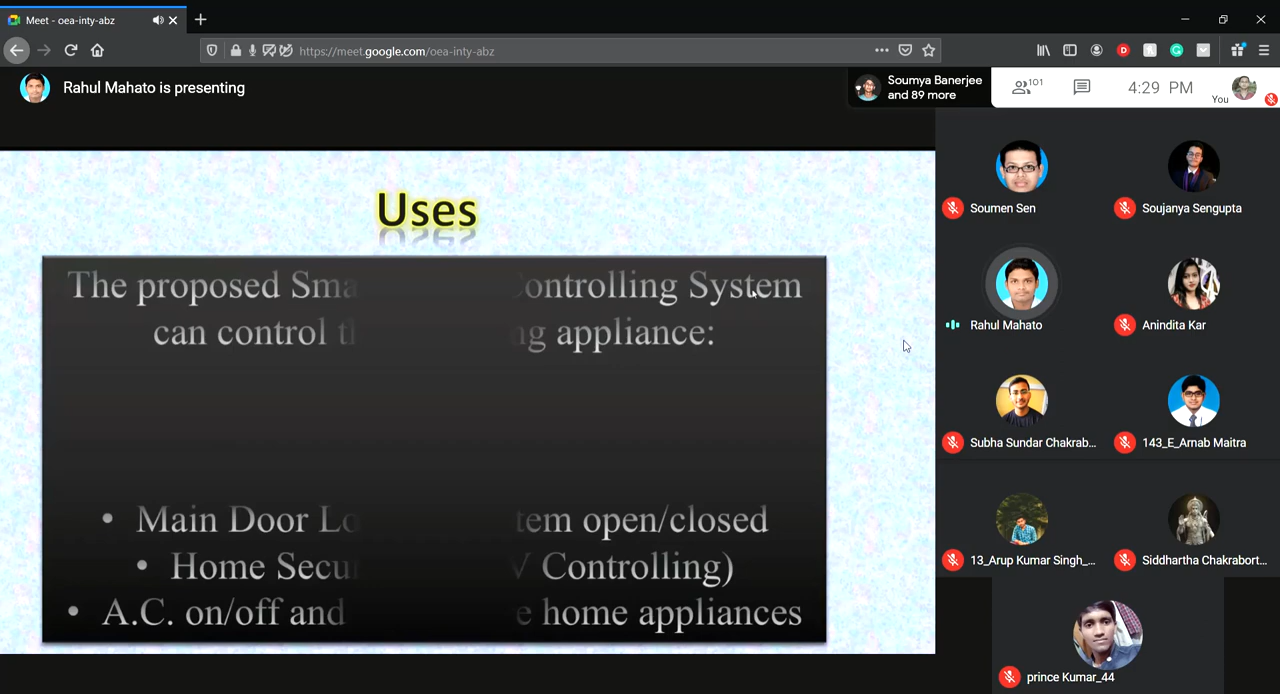 Meet - oea-inty-abz
https://meet.google.com/oea-inty-abz
Rahul Mahato is presenting
Soumya Banerjee
and 89 more
101
4:29 PM
You
Uses
The proposed Sma ontrolling System
can control th ng appliance:
• Main Door Lo tem open/closed
• Home Secur V Controlling)
• A.C. on/off and e home appliances
Soumen Sen
Soujanya Sengupta
Rahul Mahato
Anindita Kar
Subha Sundar Chakrab...
143_E_Arnab Maitra
13_Arup Kumar Singh_...
Siddhartha Chakrabort...
prince Kumar_44